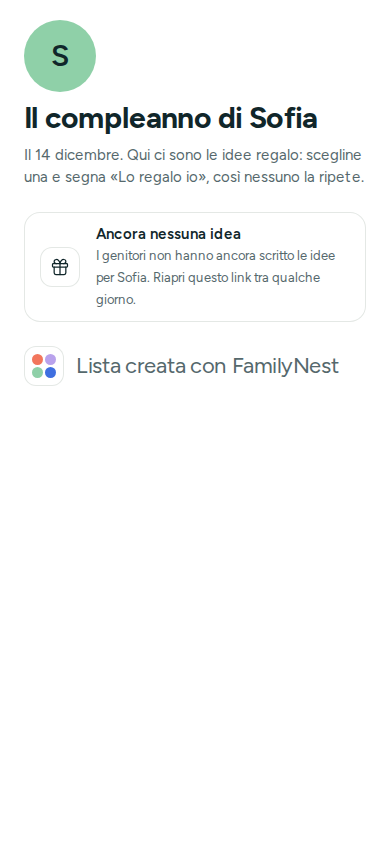 S
Il compleanno di Sofia
Il 14 dicembre. Qui ci sono le idee regalo: scegline
una e segna «Lo regalo io», così nessuno la ripete.
Ancora nessuna idea
I genitori non hanno ancora scritto le idee
per Sofia. Riapri questo link tra qualche
giorno.
Lista creata con FamilyNest